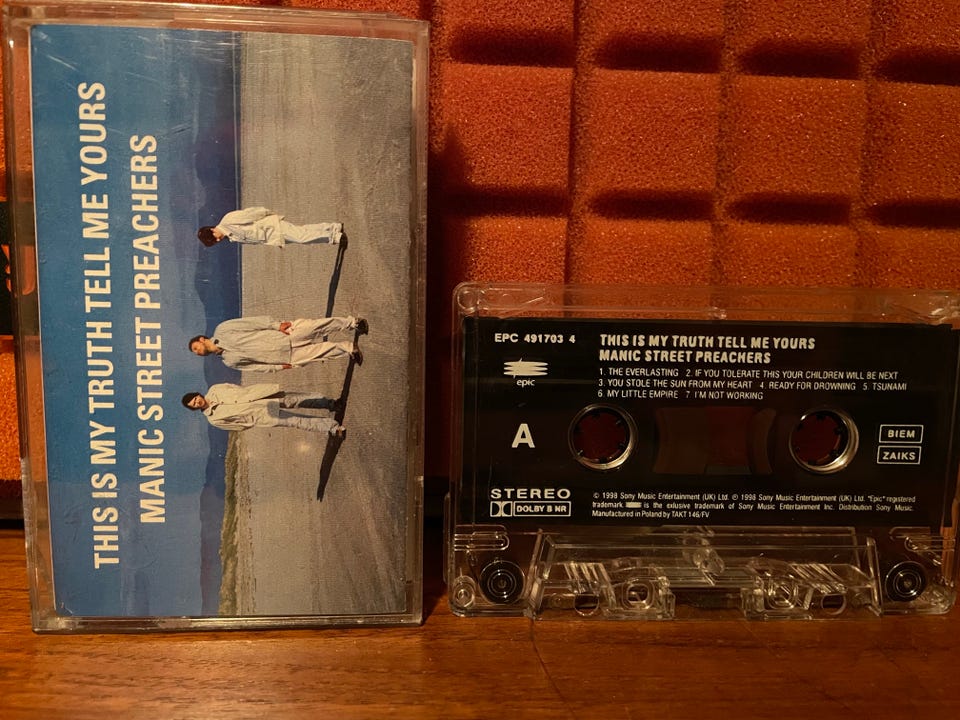 THIS IS MY TRUTH TELL ME YOURS
MANIC STREET PREACHERS
EPC 491703 4
THIS IS MY TRUTH TELL ME YOURS
MANIC STREET PREACHERS
epic
1. THE EVERLASTING 2. IF YOU TOLERATE THIS YOUR CHILDREN WILL BE NEXT
3. YOU STOLE THE SUN FROM MY HEART 4. READY FOR DROWNING 5. TSUNAMI
6. MY LITTLE EMPIRE 7. I'M NOT WORKING
A
BIEM
ZAIKS
STEREO
DOLBY B NR
© 1998 Sony Music Entertainment (UK) Ltd. ℗ 1998 Sony Music Entertainment (UK) Ltd. "Epic" registered
trademark. is the exlusive trademark of Sony Music Entertainment Inc. Distribution Sony Music.
Manufactured in Poland by TAKT 146/FV